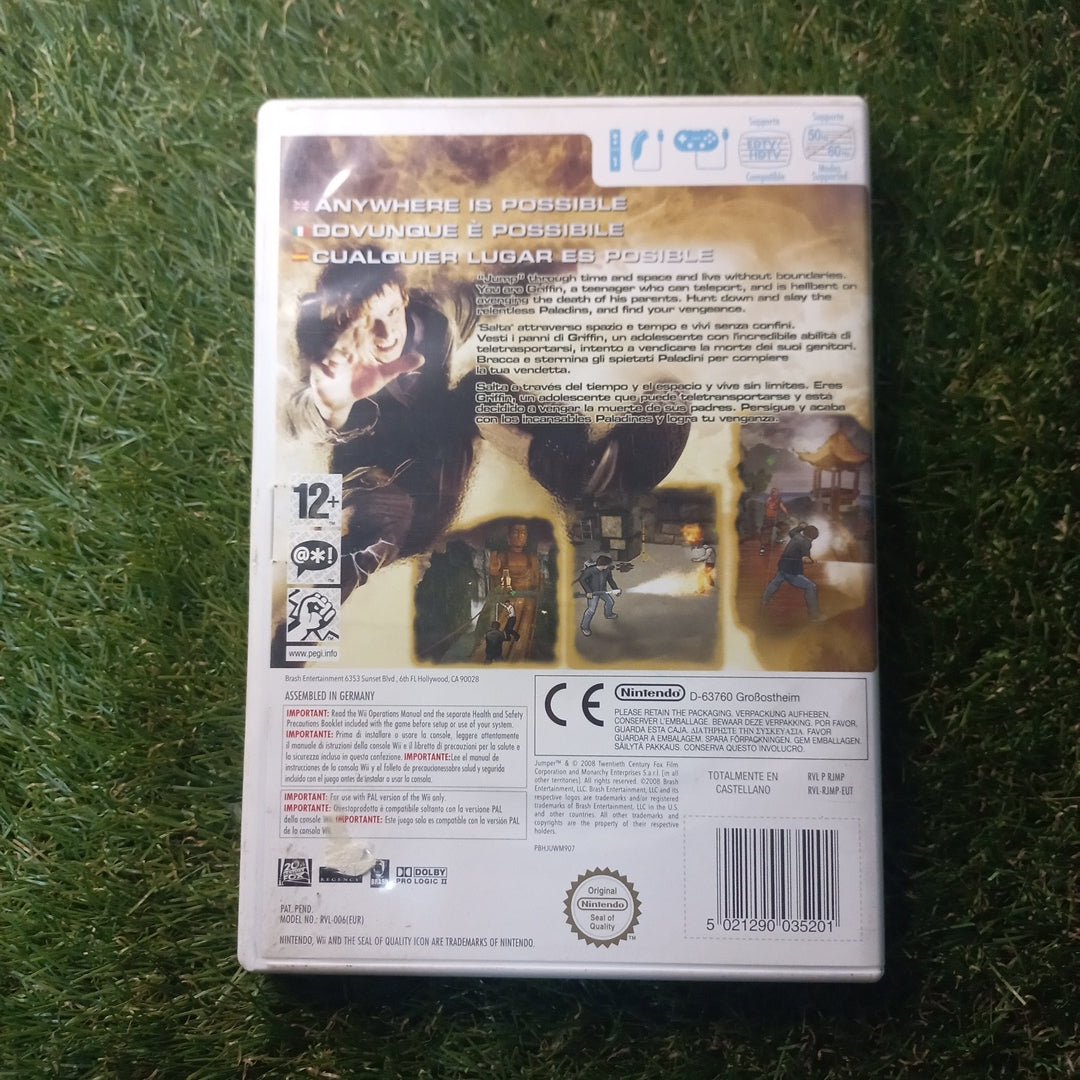 Supports
EDTV/
HDTV
Compatible
Supports
50Hz
60Hz
Modes
Supported
ANYWHERE IS POSSIBLE
DOVUNQUE È POSSIBILE
CUALQUIER LUGAR ES POSIBLE
"Jump" through time and space and live without boundaries.
You are Griffin, a teenager who can teleport, and is hellbent on
avenging the death of his parents. Hunt down and slay the
relentless Paladins, and find your vengeance.
"Salta" attraverso spazio e tempo e vivi senza confini.
Vesti i panni di Griffin, un adolescente con l'incredibile abilità di
teletrasportarsi, intento a vendicare la morte dei suoi genitori.
Bracca e stermina gli spietati Paladini per compiere
la tua vendetta.
Salta a través del tiempo y el espacio y vive sin límites. Eres
Griffin, un adolescente que puede teletransportarse y está
decidido a vengar la muerte de sus padres. Persigue y acaba
con los incansables Paladines y logra tu venganza.
12+
™
@*!
™
™
www.pegi.info
Brash Entertainment 6353 Sunset Blvd., 6th FL Hollywood, CA 90028
ASSEMBLED IN GERMANY
IMPORTANT: Read the Wii Operations Manual and the separate Health and Safety
Precautions Booklet included with the game before setup or use of your system.
IMPORTANTE: Prima di installare o usare la console, leggere attentamente
il manuale di istruzioni della console Wii e il libretto di precauzioni per la salute e
la sicurezza incluso in questa confezione. IMPORTANTE:Lee el manual de
instrucciones de la consola Wii y el folleto de precaucionessobre salud y seguridad
incluido con el juego antes de instalar o usar la consola.
IMPORTANT: For use with PAL version of the Wii only.
IMPORTANTE: Questoprodotto è compatibile soltanto con la versione PAL
della console Wii. IMPORTANTE: Este juego solo es compatible con la versión PAL
de la consola Wii.
CE
Nintendo D-63760 Großostheim
PLEASE RETAIN THE PACKAGING. VERPACKUNG AUFHEBEN.
CONSERVER L'EMBALLAGE. BEWAAR DEZE VERPAKKING. POR FAVOR,
GUARDA ESTA CAJA. ΔΙΑΤΗΡΗΣΤΕ ΤΗΝ ΣΥΣΚΕΥΑΣΙΑ. FAVOR
GUARDAR A EMBALAGEM. SPARA FÖRPACKNINGEN. GEM EMBALLAGEN.
SÄILYTÄ PAKKAUS. CONSERVA QUESTO INVOLUCRO.
Jumper™ & © 2008 Twentieth Century Fox Film
Corporation and Monarchy Enterprises S.a.r.l. (in all
other territories). All rights reserved. ©2008. Brash
Entertainment, LLC. Brash Entertainment, LLC and its
respective logos are trademarks and/or registered
trademarks of Brash Entertainment, LLC in the U.S.
and other countries. All other trademarks and
copyrights are the property of their respective
holders.
PBHJUWM907
TOTALMENTE EN
CASTELLANO
RVL P RJMP
RVL-RJMP-EUT
20th
CENTURY
FOX
REGENCY
BRASH
DOLBY
PRO LOGIC II
PAT. PEND.
MODEL NO.: RVL-006(EUR)
NINTENDO, Wii AND THE SEAL OF QUALITY ICON ARE TRADEMARKS OF NINTENDO.
Original
Nintendo
Seal of
Quality
™
5 021290 035201